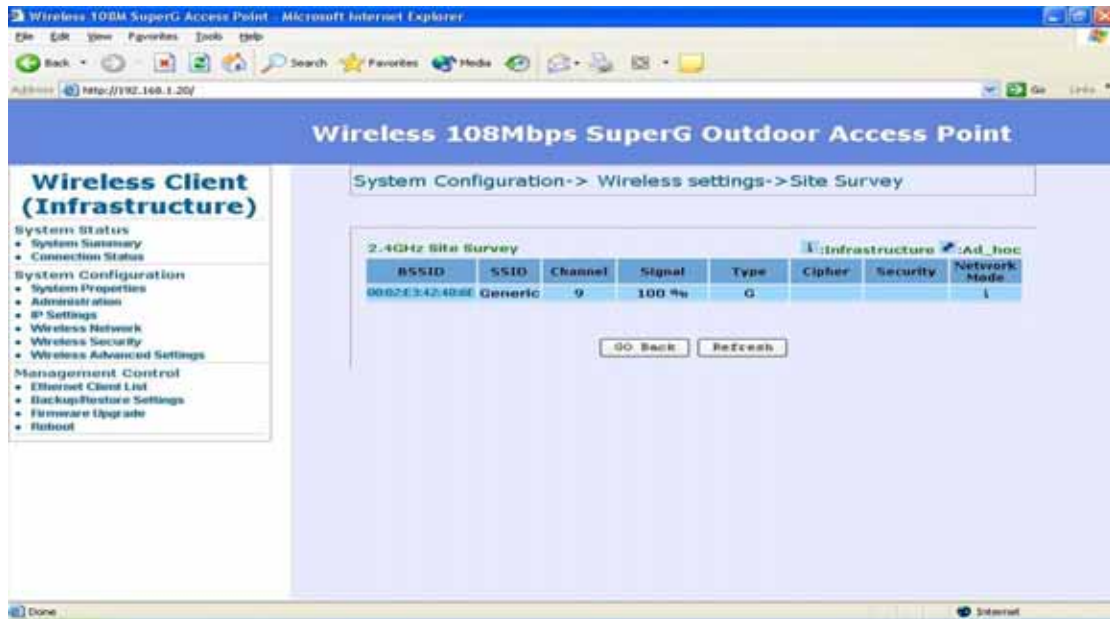 Wireless 108M SuperG Access Point - Microsoft Internet Explorer
File Edit View Favorites Tools Help
Back Search Favorites Media
Address http://192.168.1.20/ Go Links
Wireless 108Mbps SuperG Outdoor Access Point
Wireless Client
(Infrastructure)
System Status
System Summary
Connection Status
System Configuration
System Properties
Administration
IP Settings
Wireless Network
Wireless Security
Wireless Advanced Settings
Management Control
Ethernet Client List
Backup/Restore Settings
Firmware Upgrade
Reboot
System Configuration-> Wireless settings->Site Survey
2.4GHz Site Survey i :Infrastructure :Ad_hoc
BSSID SSID Channel Signal Type Cipher Security Network Mode
Generic 9 100 % G i
GO Back Refresh
Done Internet